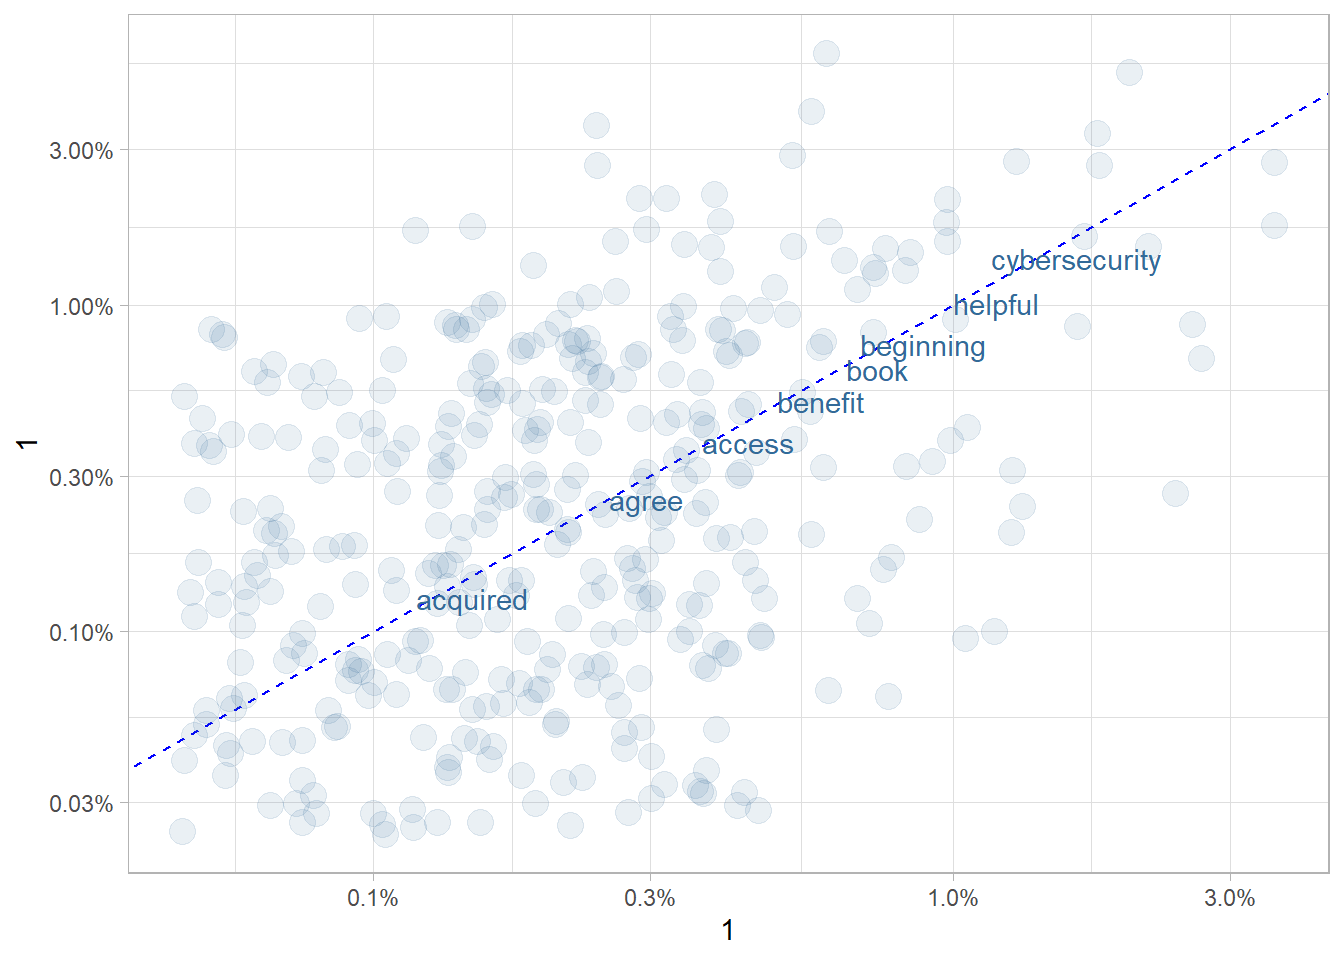 3.00%
1.00%
0.30%
0.10%
0.03%
1
cybersecurity
helpful
beginning
book
benefit
access
agree
acquired
0.1% 0.3% 1.0% 3.0%
1